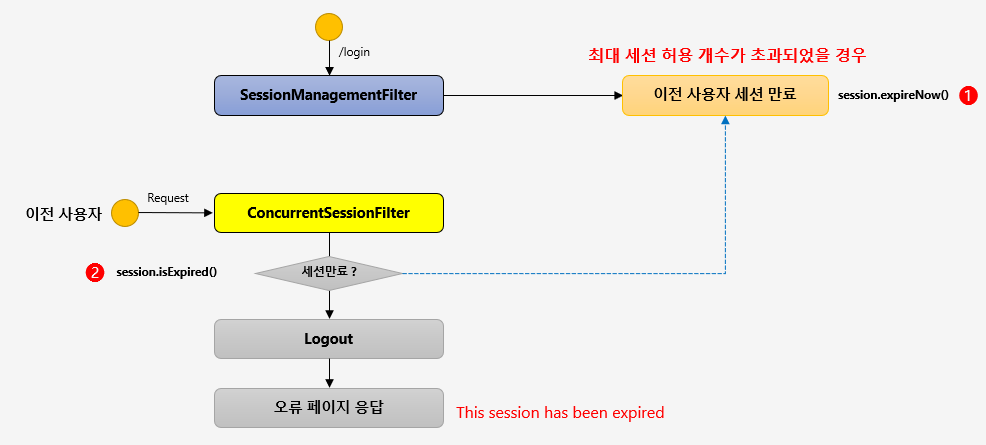 /login
최대 세션 허용 개수가 초과되었을 경우
SessionManagementFilter
이전 사용자 세션 만료
session.expireNow()
1
이전 사용자
Request
ConcurrentSessionFilter
2
session.isExpired()
세션만료 ?
Logout
오류 페이지 응답
This session has been expired